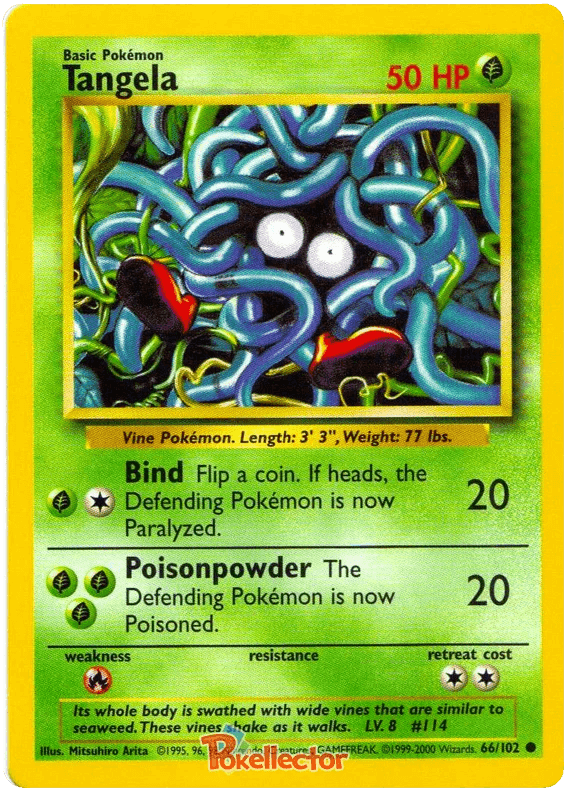 Basic Pokémon
Tangela
50 HP
Vine Pokémon. Length: 3' 3", Weight: 77 lbs.
Bind Flip a coin. If heads, the
Defending Pokémon is now
Paralyzed.
20
Poisonpowder The
Defending Pokémon is now
Poisoned.
20
weakness resistance retreat cost
Its whole body is swathed with wide vines that are similar to
seaweed. These vines shake as it walks. LV. 8 #114
Illus. Mitsuhiro Arita ©1995, 96, GAMEFREAK. ©1999-2000 Wizards. 66/102
Pokellector